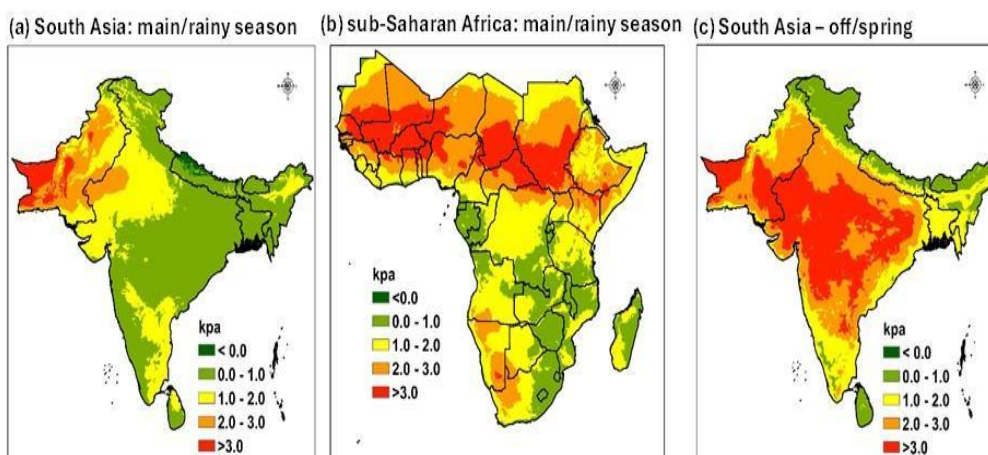 (a) South Asia: main/rainy season
(b) sub-Saharan Africa: main/rainy season
(c) South Asia – off/spring
kpa
< 0.0
0.0 - 1.0
1.0 - 2.0
2.0 - 3.0
>3.0
kpa
<0.0
0.0 - 1.0
1.0 - 2.0
2.0 - 3.0
>3.0
kpa
< 0.0
0.0 - 1.0
1.0 - 2.0
2.0 - 3.0
>3.0